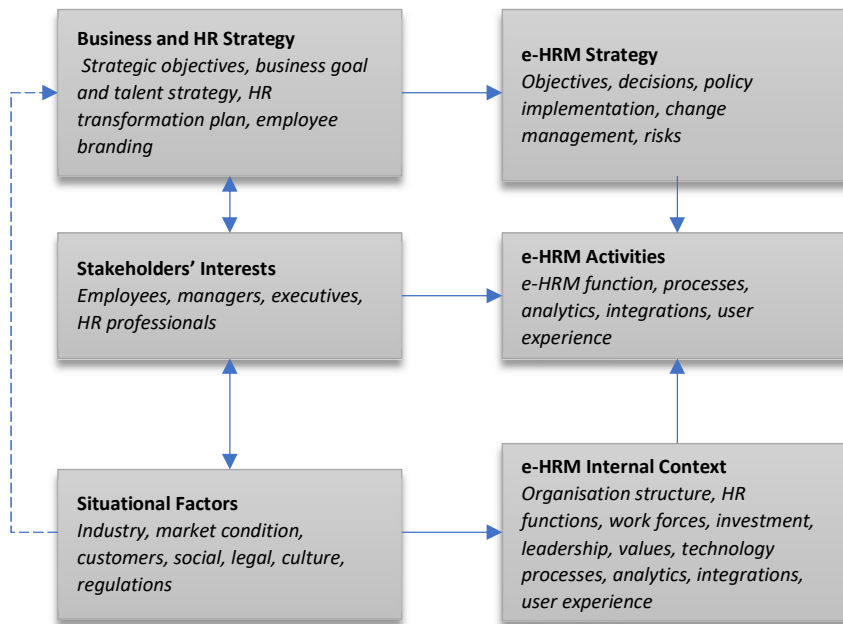 Business and HR Strategy
Strategic objectives, business goal
and talent strategy, HR
transformation plan, employee
branding
e-HRM Strategy
Objectives, decisions, policy
implementation, change
management, risks
Stakeholders’ Interests
Employees, managers, executives,
HR professionals
e-HRM Activities
e-HRM function, processes,
analytics, integrations, user
experience
Situational Factors
Industry, market condition,
customers, social, legal, culture,
regulations
e-HRM Internal Context
Organisation structure, HR
functions, work forces, investment,
leadership, values, technology
processes, analytics, integrations,
user experience